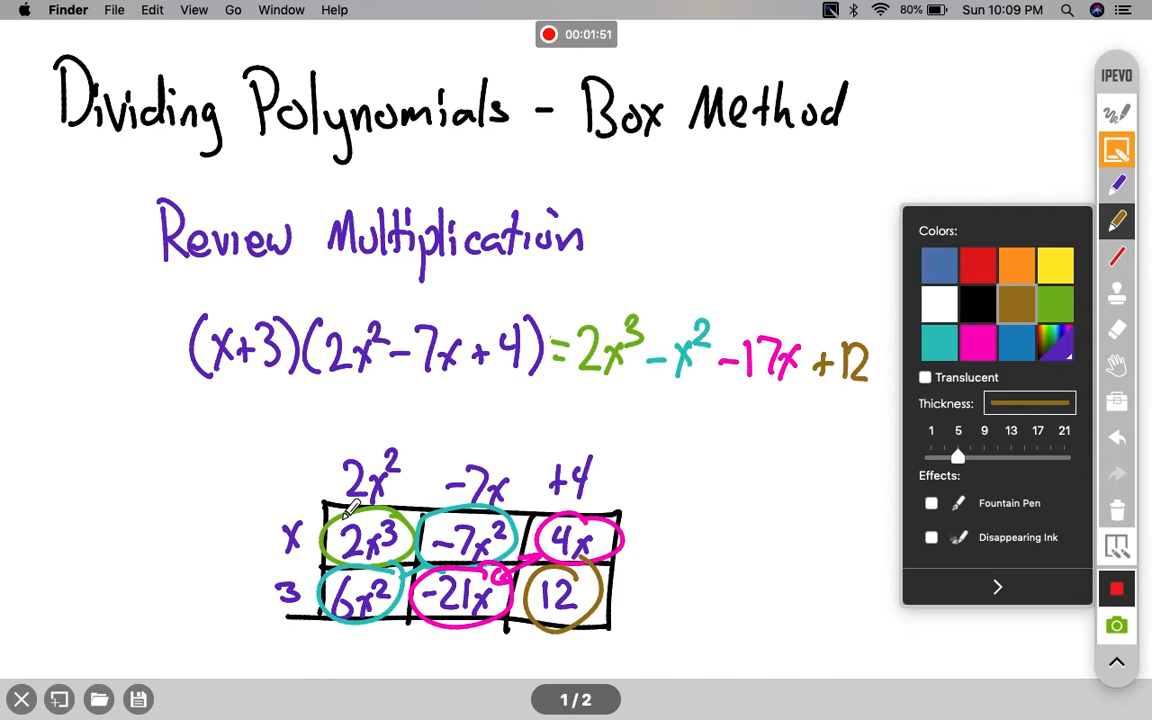 Finder File Edit View Go Window Help 80% Sun 10:09 PM
00:01:51
Dividing Polynomials - Box Method
IPEVO
Review Multiplication
(x+3)(2x²-7x+4)=2x³-x²-17x+12
2x² -7x +4
x 2x³ -7x² 4x
3 6x² -21x 12
Colors:
Translucent
Thickness:
1 5 9 13 17 21
Effects:
Fountain Pen
Disappearing Ink
1/2